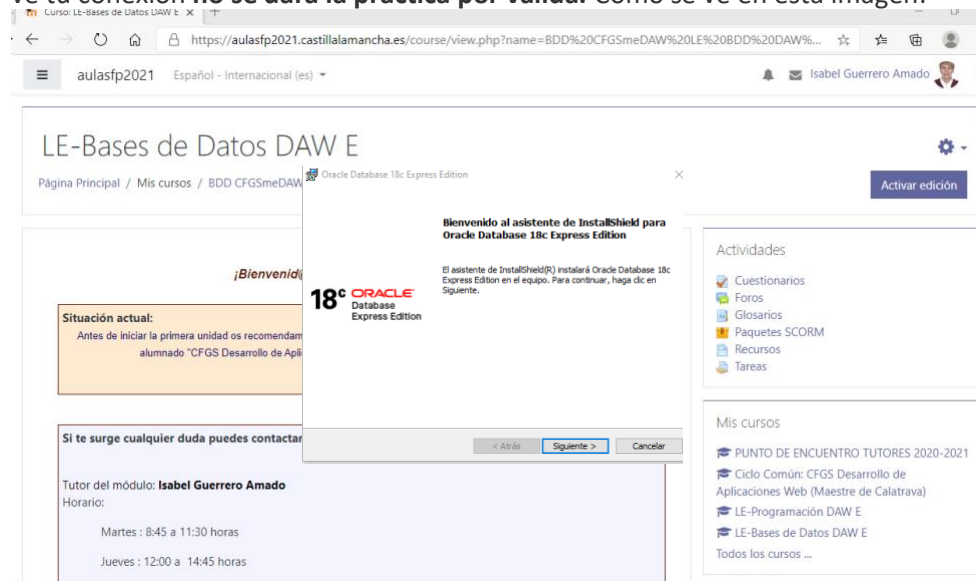 ve tu conexión no se dará la práctica por válida. Como se ve en esta imagen:
Curso: LE-Bases de Datos DAW E
https://aulasfp2021.castillalamancha.es/course/view.php?name=BDD%20CFGSmeDAW%20LE%20BDD%20DAW%...
aulasfp2021 Español - Internacional (es)
Isabel Guerrero Amado
LE-Bases de Datos DAW E
Página Principal / Mis cursos / BDD CFGSmeDAW
Activar edición
Oracle Database 18c Express Edition
Bienvenido al asistente de InstallShield para
Oracle Database 18c Express Edition
El asistente de InstallShield(R) instalará Oracle Database 18c
Express Edition en el equipo. Para continuar, haga clic en
Siguiente.
18c ORACLE
Database
Express Edition
< Atrás Siguiente > Cancelar
¡Bienvenid@
Situación actual:
Antes de iniciar la primera unidad os recomendam
alumnado "CFGS Desarrollo de Apli
Si te surge cualquier duda puedes contactar
Tutor del módulo: Isabel Guerrero Amado
Horario:
Martes : 8:45 a 11:30 horas
Jueves : 12:00 a 14:45 horas
Actividades
Cuestionarios
Foros
Glosarios
Paquetes SCORM
Recursos
Tareas
Mis cursos
PUNTO DE ENCUENTRO TUTORES 2020-2021
Ciclo Común: CFGS Desarrollo de
Aplicaciones Web (Maestre de Calatrava)
LE-Programación DAW E
LE-Bases de Datos DAW E
Todos los cursos ...